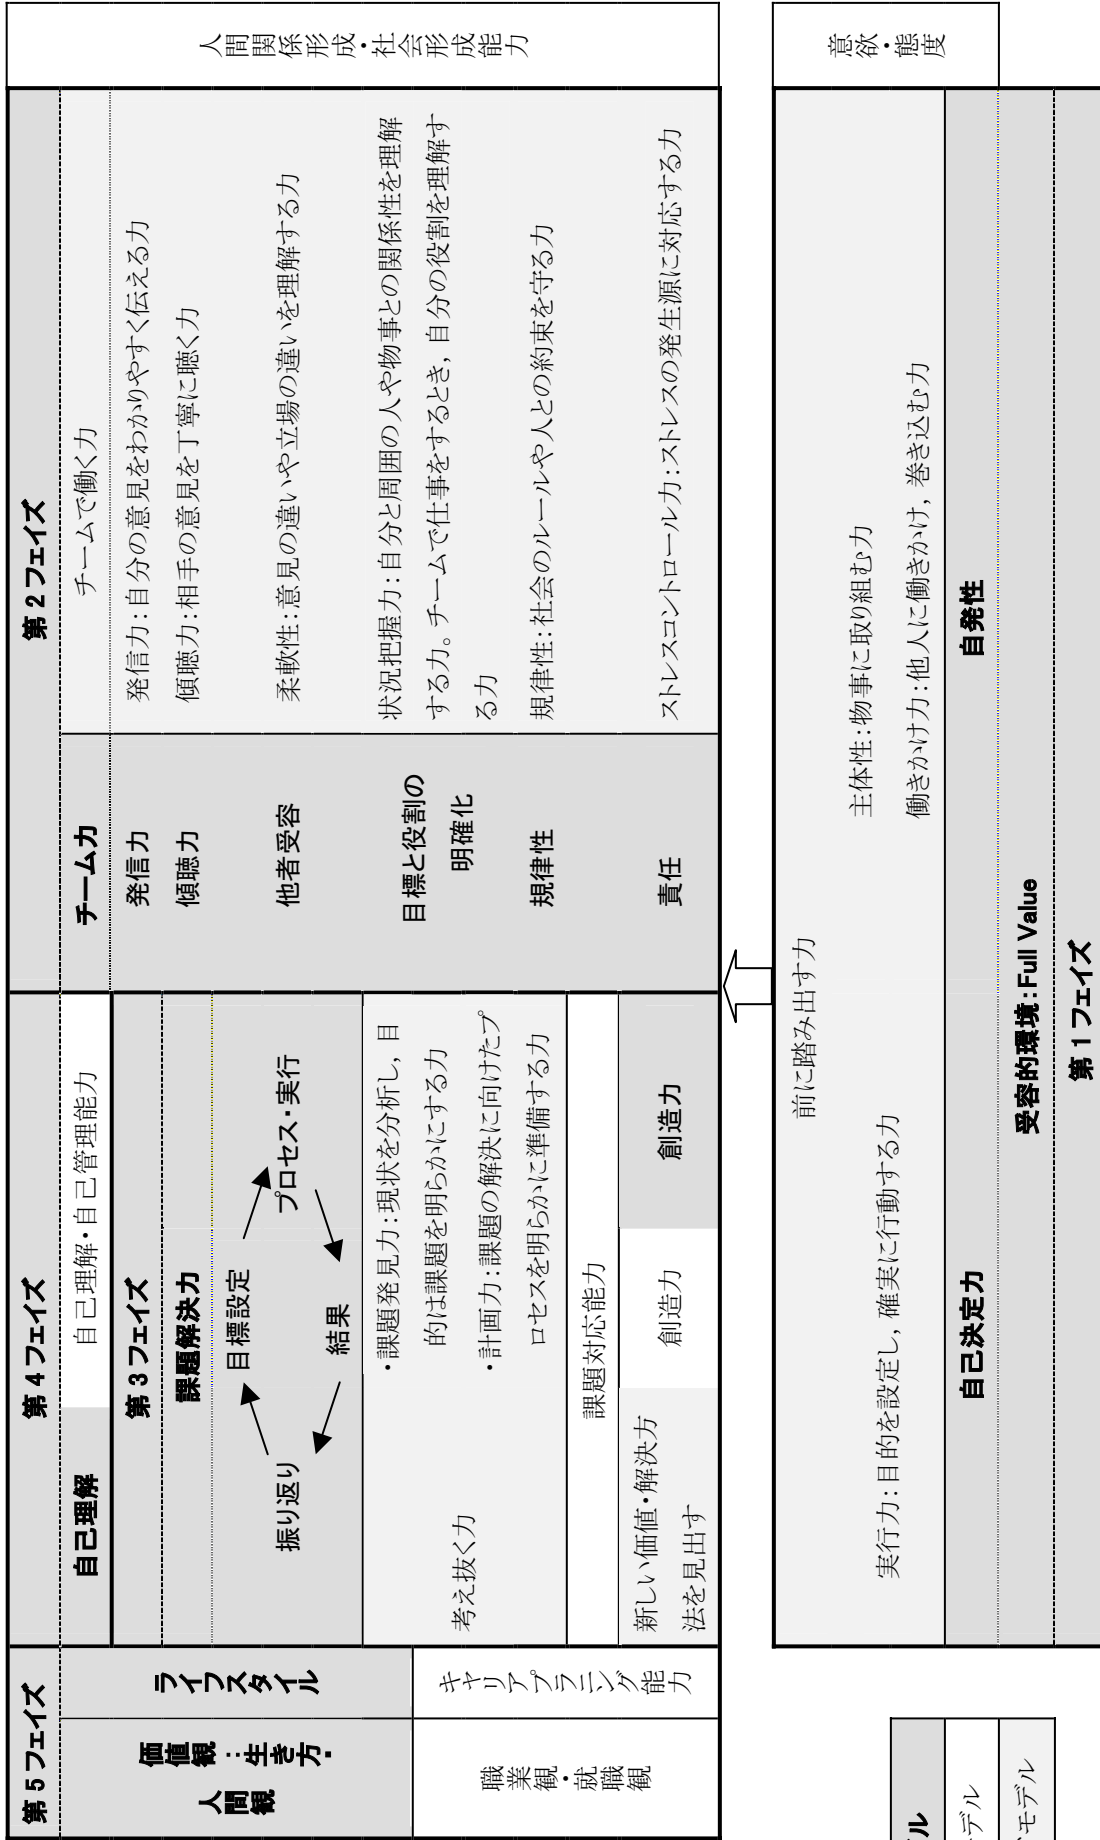 第5フェイズ
価値観・生き方・
人間観
ライフスタイル
職業観・就職観
キャリアプラニング能力
第4フェイズ
自己理解
自己理解・自己管理能力
第3フェイズ
課題解決力
目標設定
プロセス・実行
結果
振り返り
考え抜く力
・課題発見力:現状を分析し，目
的は課題を明らかにする力
・計画力:課題の解決に向けたプ
ロセスを明らかに準備する力
課題対応能力
新しい価値・解決方
法を見出す
創造力
創造力
第2フェイズ
チーム力
チームで働く力
発信力
発信力:自分の意見をわかりやすく伝える力
傾聴力
傾聴力:相手の意見を丁寧に聴く力
他者受容
柔軟性:意見の違いや立場の違いを理解する力
目標と役割の
明確化
状況把握力:自分と周囲の人や物事との関係性を理解
する力。チームで仕事をするとき，自分の役割を理解す
る力
規律性
規律性:社会のルールや人との約束を守る力
責任
ストレスコントロール力:ストレスの発生源に対応する力
人間関係形成・社会形成能力
前に踏み出す力
主体性:物事に取り組む力
実行力:目的を設定し，確実に行動する力
働きかけ力:他人に働きかけ，巻き込む力
自己決定力
自発性
受容的環境:Full Value
第1フェイズ
意欲・態度
ル
デル
モデル